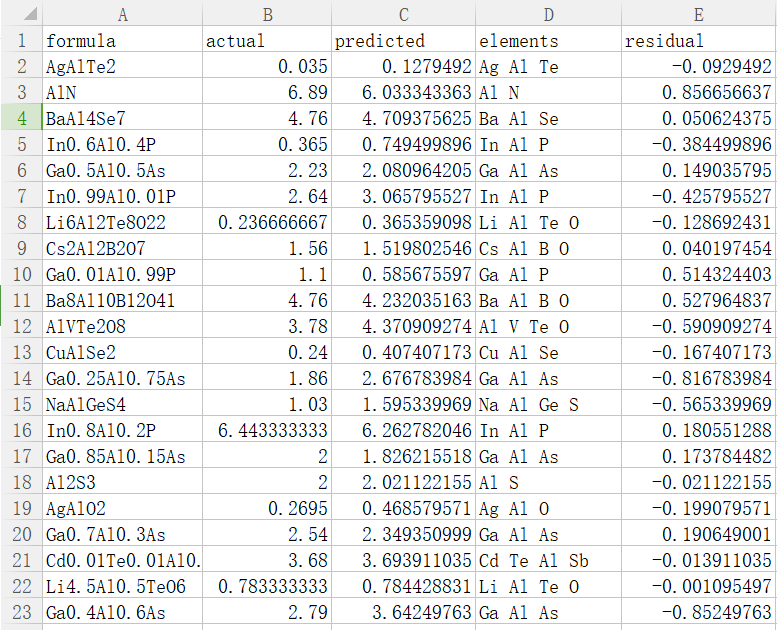 A B C D E
1 formula actual predicted elements residual
2 AgAlTe2 0.035 0.1279492 Ag Al Te -0.0929492
3 AlN 6.89 6.033343363 Al N 0.856656637
4 BaAl4Se7 4.76 4.709375625 Ba Al Se 0.050624375
5 In0.6Al0.4P 0.365 0.749499896 In Al P -0.384499896
6 Ga0.5Al0.5As 2.23 2.080964205 Ga Al As 0.149035795
7 In0.99Al0.01P 2.64 3.065795527 In Al P -0.425795527
8 Li6Al2Te8O22 0.236666667 0.365359098 Li Al Te O -0.128692431
9 Cs2Al2B2O7 1.56 1.519802546 Cs Al B O 0.040197454
10 Ga0.01Al0.99P 1.1 0.585675597 Ga Al P 0.514324403
11 Ba8Al10B12O41 4.76 4.232035163 Ba Al B O 0.527964837
12 AlVTe2O8 3.78 4.370909274 Al V Te O -0.590909274
13 CuAlSe2 0.24 0.407407173 Cu Al Se -0.167407173
14 Ga0.25Al0.75As 1.86 2.676783984 Ga Al As -0.816783984
15 NaAlGeS4 1.03 1.595339969 Na Al Ge S -0.565339969
16 In0.8Al0.2P 6.443333333 6.262782046 In Al P 0.180551288
17 Ga0.85Al0.15As 2 1.826215518 Ga Al As 0.173784482
18 Al2S3 2 2.021122155 Al S -0.021122155
19 AgAlO2 0.2695 0.468579571 Ag Al O -0.199079571
20 Ga0.7Al0.3As 2.54 2.349350999 Ga Al As 0.190649001
21 Cd0.01Te0.01Al0. 3.68 3.693911035 Cd Te Al Sb -0.013911035
22 Li4.5Al0.5TeO6 0.783333333 0.784428831 Li Al Te O -0.001095497
23 Ga0.4Al0.6As 2.79 3.64249763 Ga Al As -0.85249763